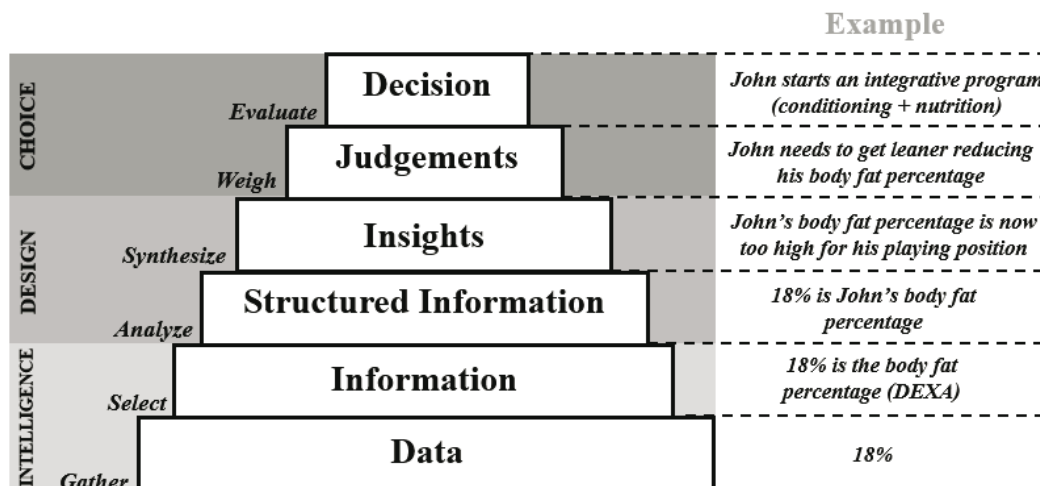 Example
CHOICE
Evaluate
Decision
John starts an integrative program
(conditioning + nutrition)
Weigh
Judgements
John needs to get leaner reducing
his body fat percentage
DESIGN
Synthesize
Insights
John's body fat percentage is now
too high for his playing position
Analyze
Structured Information
18% is John's body fat
percentage
INTELLIGENCE
Select
Information
18% is the body fat
percentage (DEXA)
Gather
Data
18%